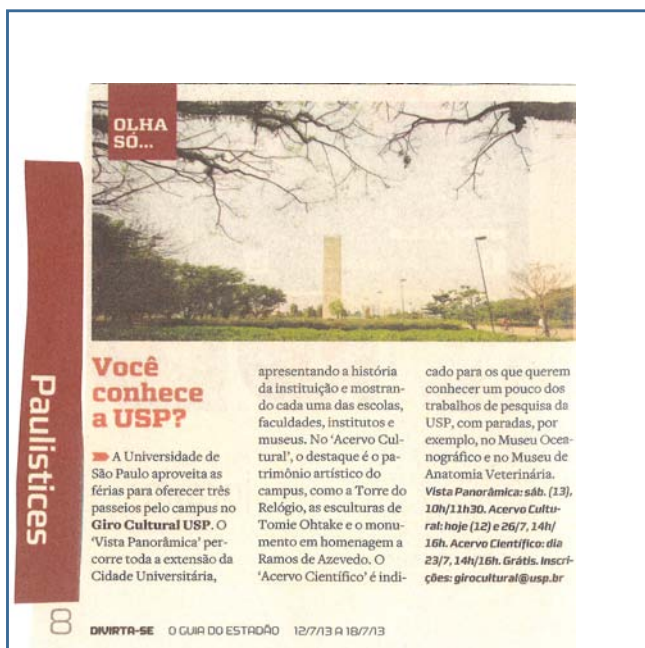 OLHA
SÓ...
Paulistices
Você
conhece
a USP?
A Universidade de
São Paulo aproveita as
férias para oferecer três
passeios pelo campus no
Giro Cultural USP. O
‘Vista Panorâmica’ per-
corre toda a extensão da
Cidade Universitária,
apresentando a história
da instituição e mostran-
do cada uma das escolas,
faculdades, institutos e
museus. No ‘Acervo Cul-
tural’, o destaque é o pa-
trimônio artístico do
campus, como a Torre do
Relógio, as esculturas de
Tomie Ohtake e o monu-
mento em homenagem a
Ramos de Azevedo. O
‘Acervo Científico’ é indi-
cado para os que querem
conhecer um pouco dos
trabalhos de pesquisa da
USP, com paradas, por
exemplo, no Museu Ocea-
nográfico e no Museu de
Anatomia Veterinária.
Vista Panorâmica: sáb. (13),
10h/11h30. Acervo Cultu-
ral: hoje (12) e 26/7, 14h/
16h. Acervo Científico: dia
23/7, 14h/16h. Grátis. Inscri-
ções: girocultural@usp.br
8 DIVIRTA-SE O GUIA DO ESTADÃO 12/7/13 A 18/7/13